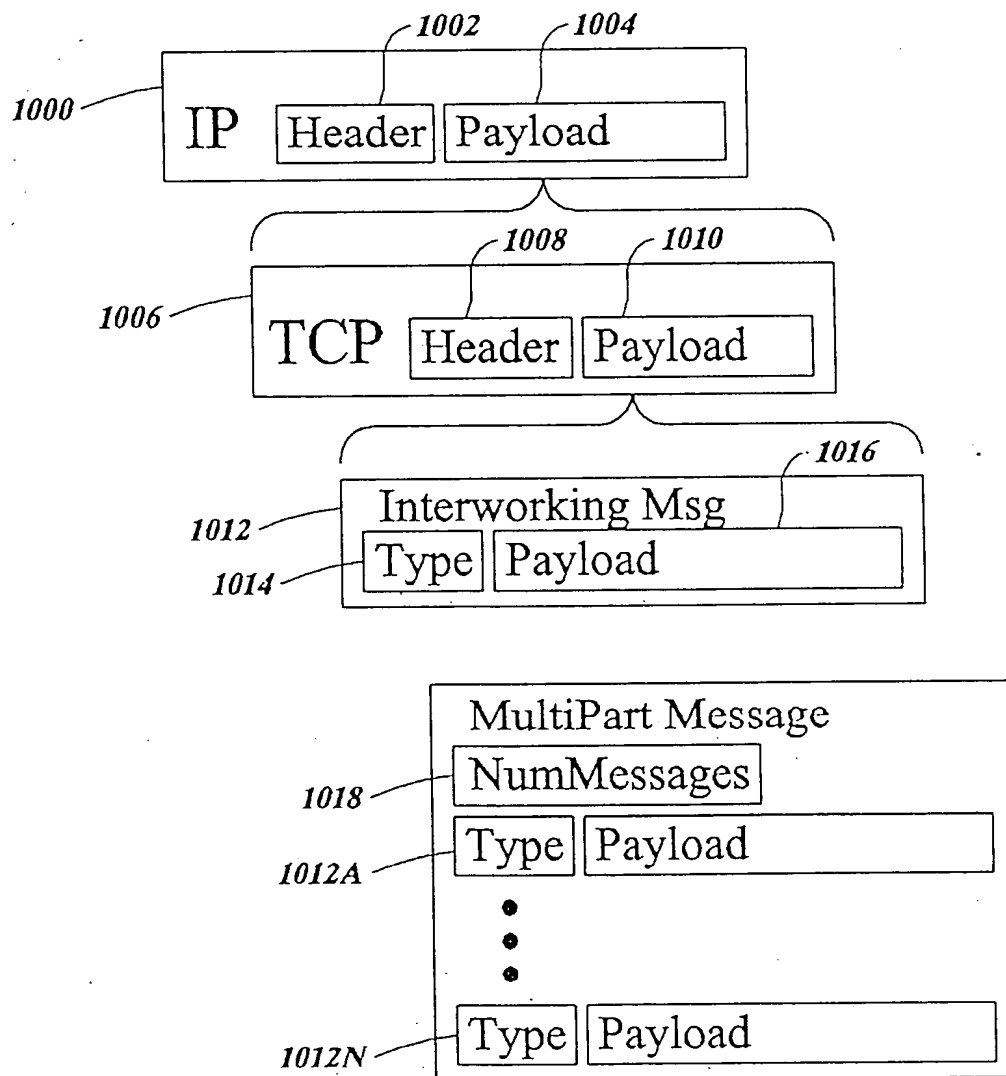 1002 1004
1000
IP Header Payload
1008 1010
1006
TCP Header Payload
1016
1012
Interworking Msg
1014
Type Payload
MultiPart Message
1018
NumMessages
1012A
Type Payload
1012N
Type Payload